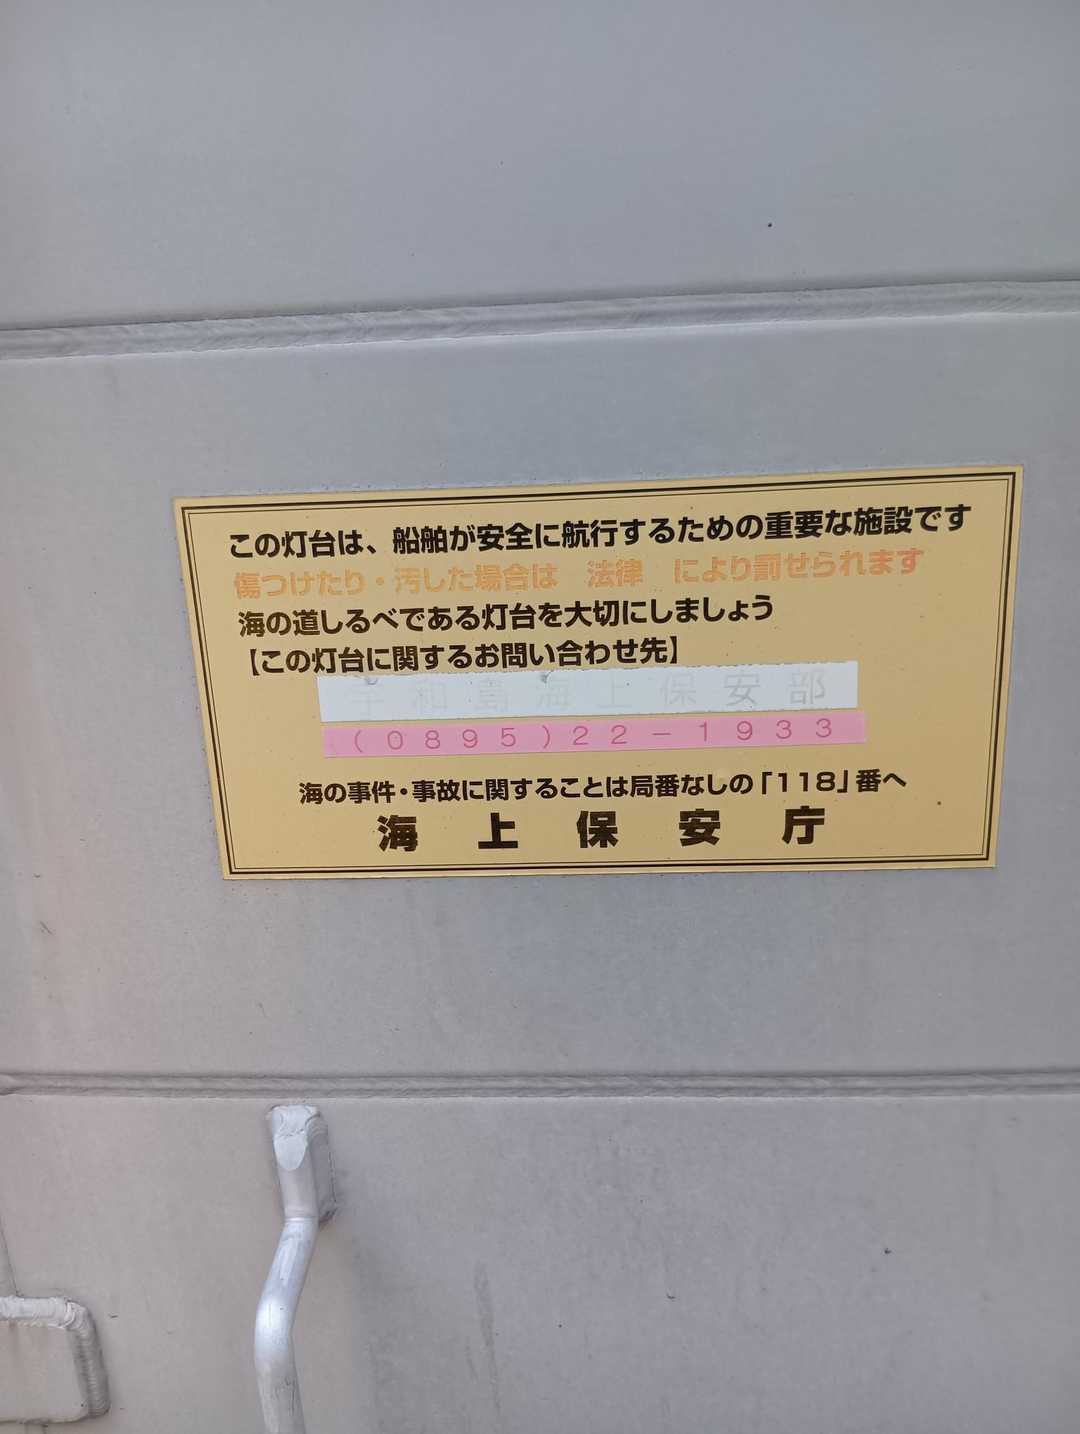 この灯台は、船舶が安全に航行するための重要な施設です
傷つけたり・汚した場合は　法律　により罰せられます
海の道しるべである灯台を大切にしましょう
【この灯台に関するお問い合わせ先】
宇和島海上保安部
(0895)22-1933
海の事件・事故に関することは局番なしの「118」番へ
海上保安庁